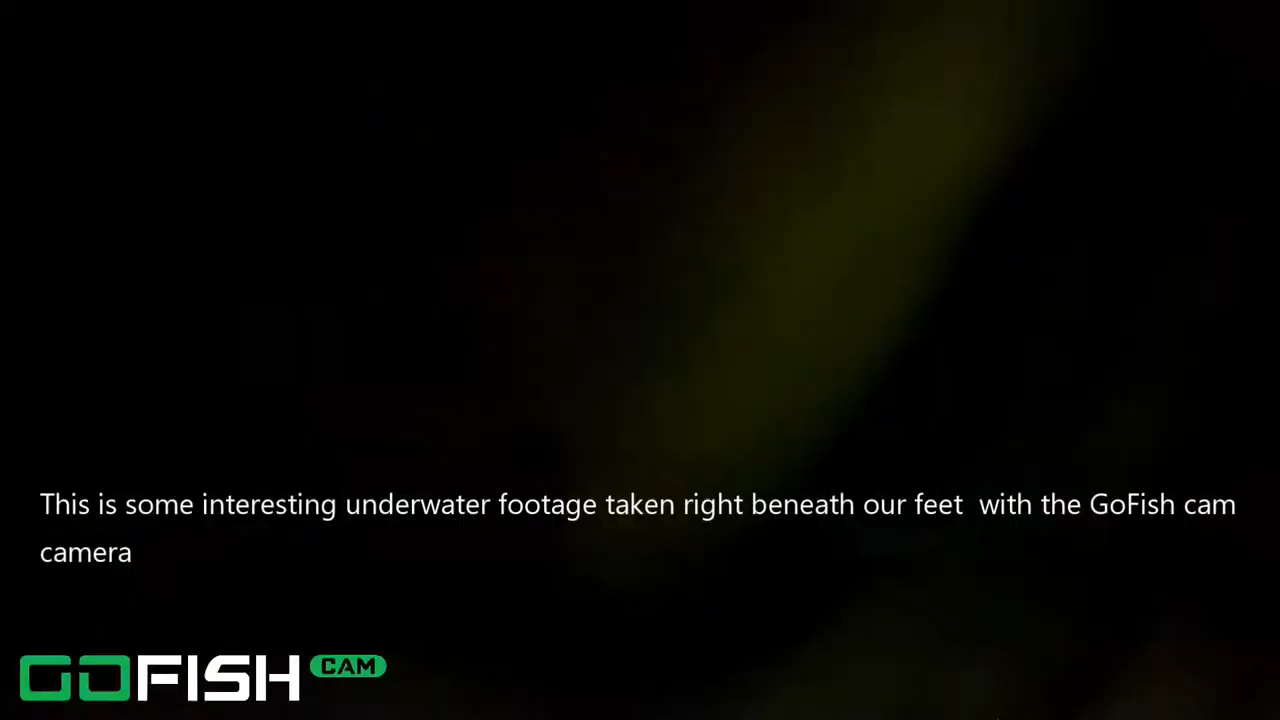 This is some interesting underwater footage taken right beneath our feet  with the GoFish cam
camera
GOFISH CAM